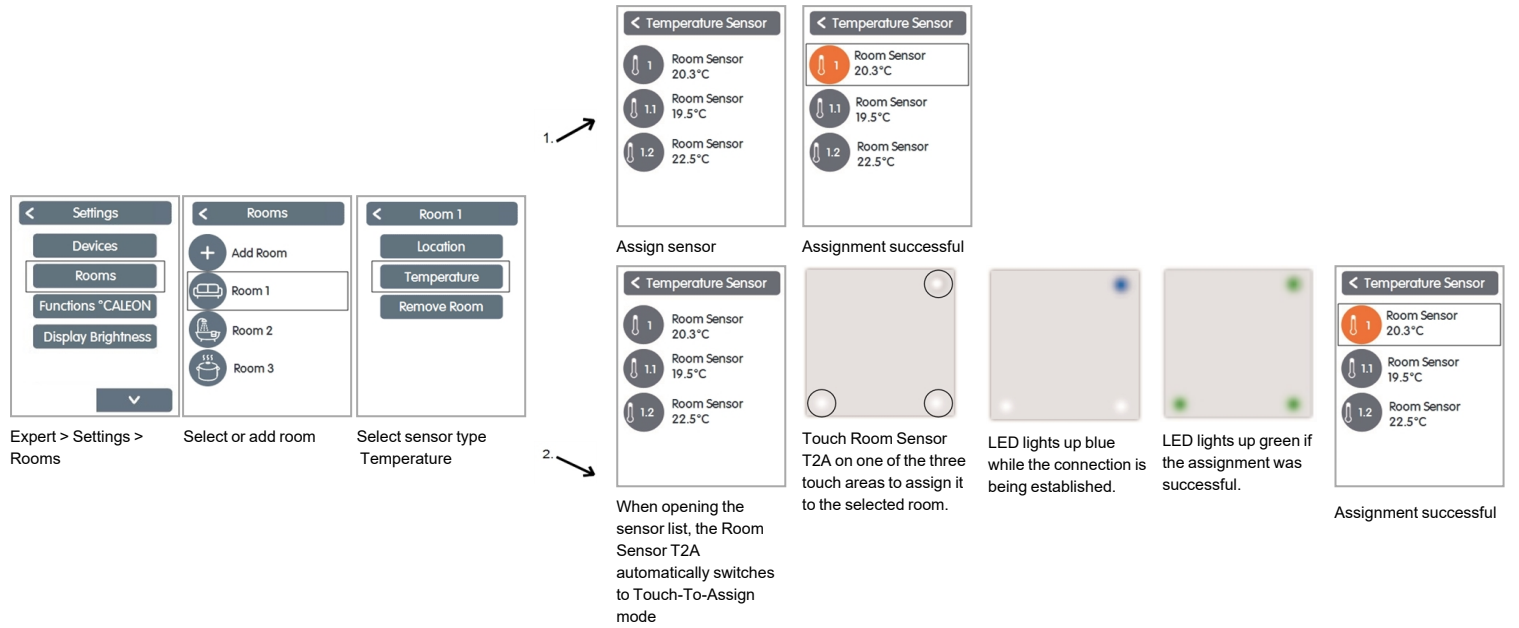 < Temperature Sensor
1 Room Sensor
20.3°C
1.1 Room Sensor
19.5°C
1.2 Room Sensor
22.5°C
Assign sensor
< Temperature Sensor
1 Room Sensor
20.3°C
1.1 Room Sensor
19.5°C
1.2 Room Sensor
22.5°C
Assignment successful
1.
< Settings
Devices
Rooms
Functions °CALEON
Display Brightness
Expert > Settings >
Rooms
< Rooms
+ Add Room
Room 1
Room 2
Room 3
Select or add room
< Room 1
Location
Temperature
Remove Room
Select sensor type
Temperature
2.
< Temperature Sensor
1 Room Sensor
20.3°C
1.1 Room Sensor
19.5°C
1.2 Room Sensor
22.5°C
When opening the
sensor list, the Room
Sensor T2A
automatically switches
to Touch-To-Assign
mode
Touch Room Sensor
T2A on one of the three
touch areas to assign it
to the selected room.
LED lights up blue
while the connection is
being established.
LED lights up green if
the assignment was
successful.
< Temperature Sensor
1 Room Sensor
20.3°C
1.1 Room Sensor
19.5°C
1.2 Room Sensor
22.5°C
Assignment successful